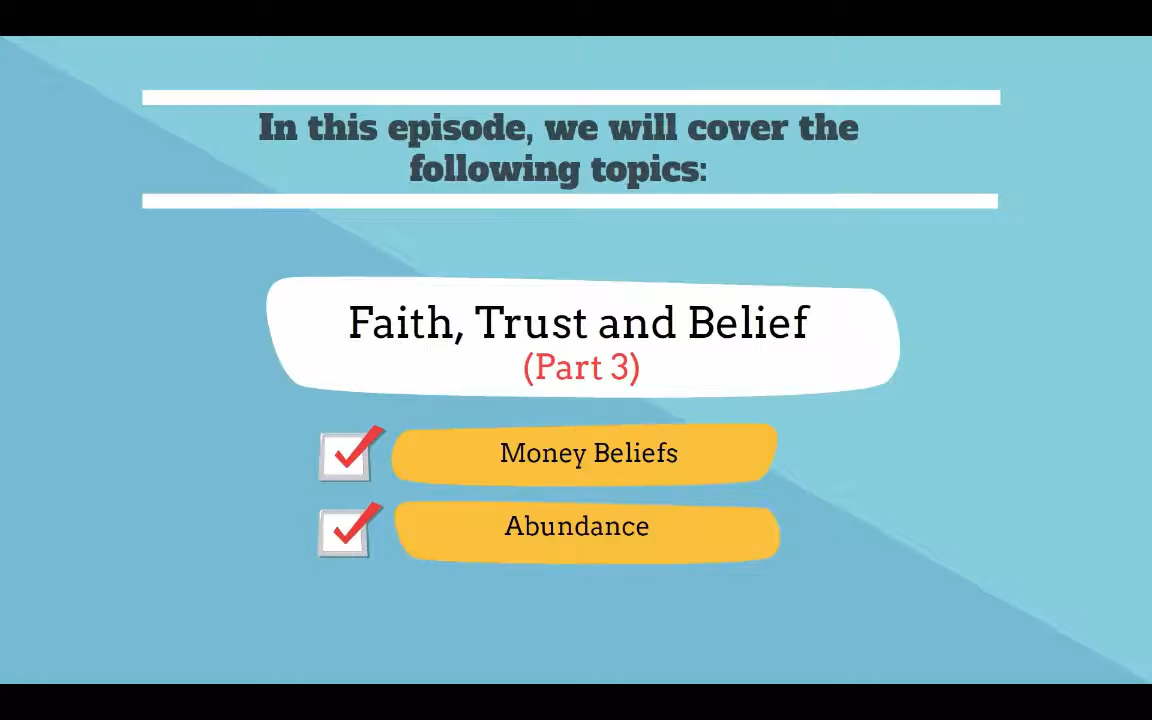 In this episode, we will cover the
following topics:
Faith, Trust and Belief
(Part 3)
Money Beliefs
Abundance